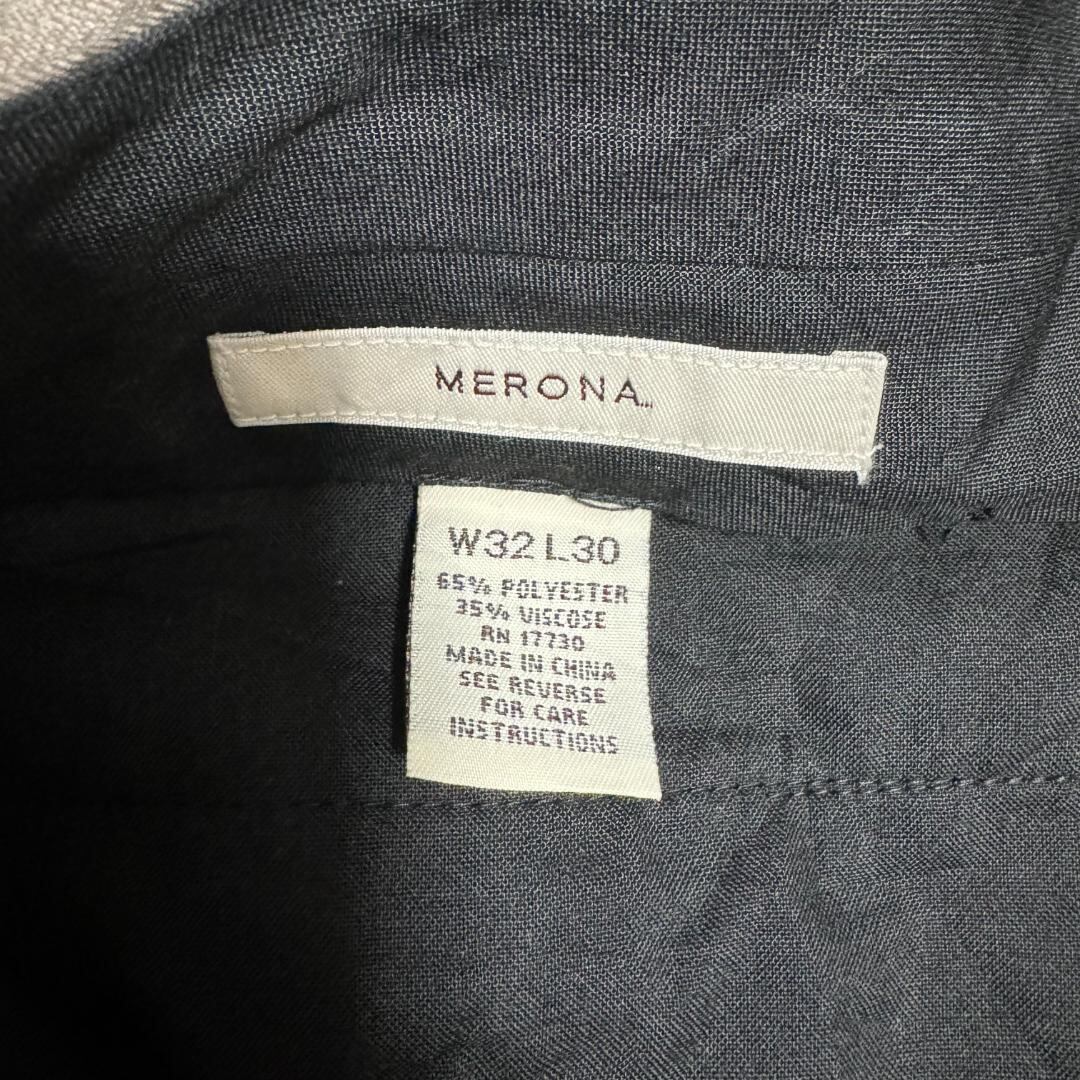 MERONA
W32 L30
65% POLYESTER
35% VISCOSE
RN 17730
MADE IN CHINA
SEE REVERSE
FOR CARE
INSTRUCTIONS